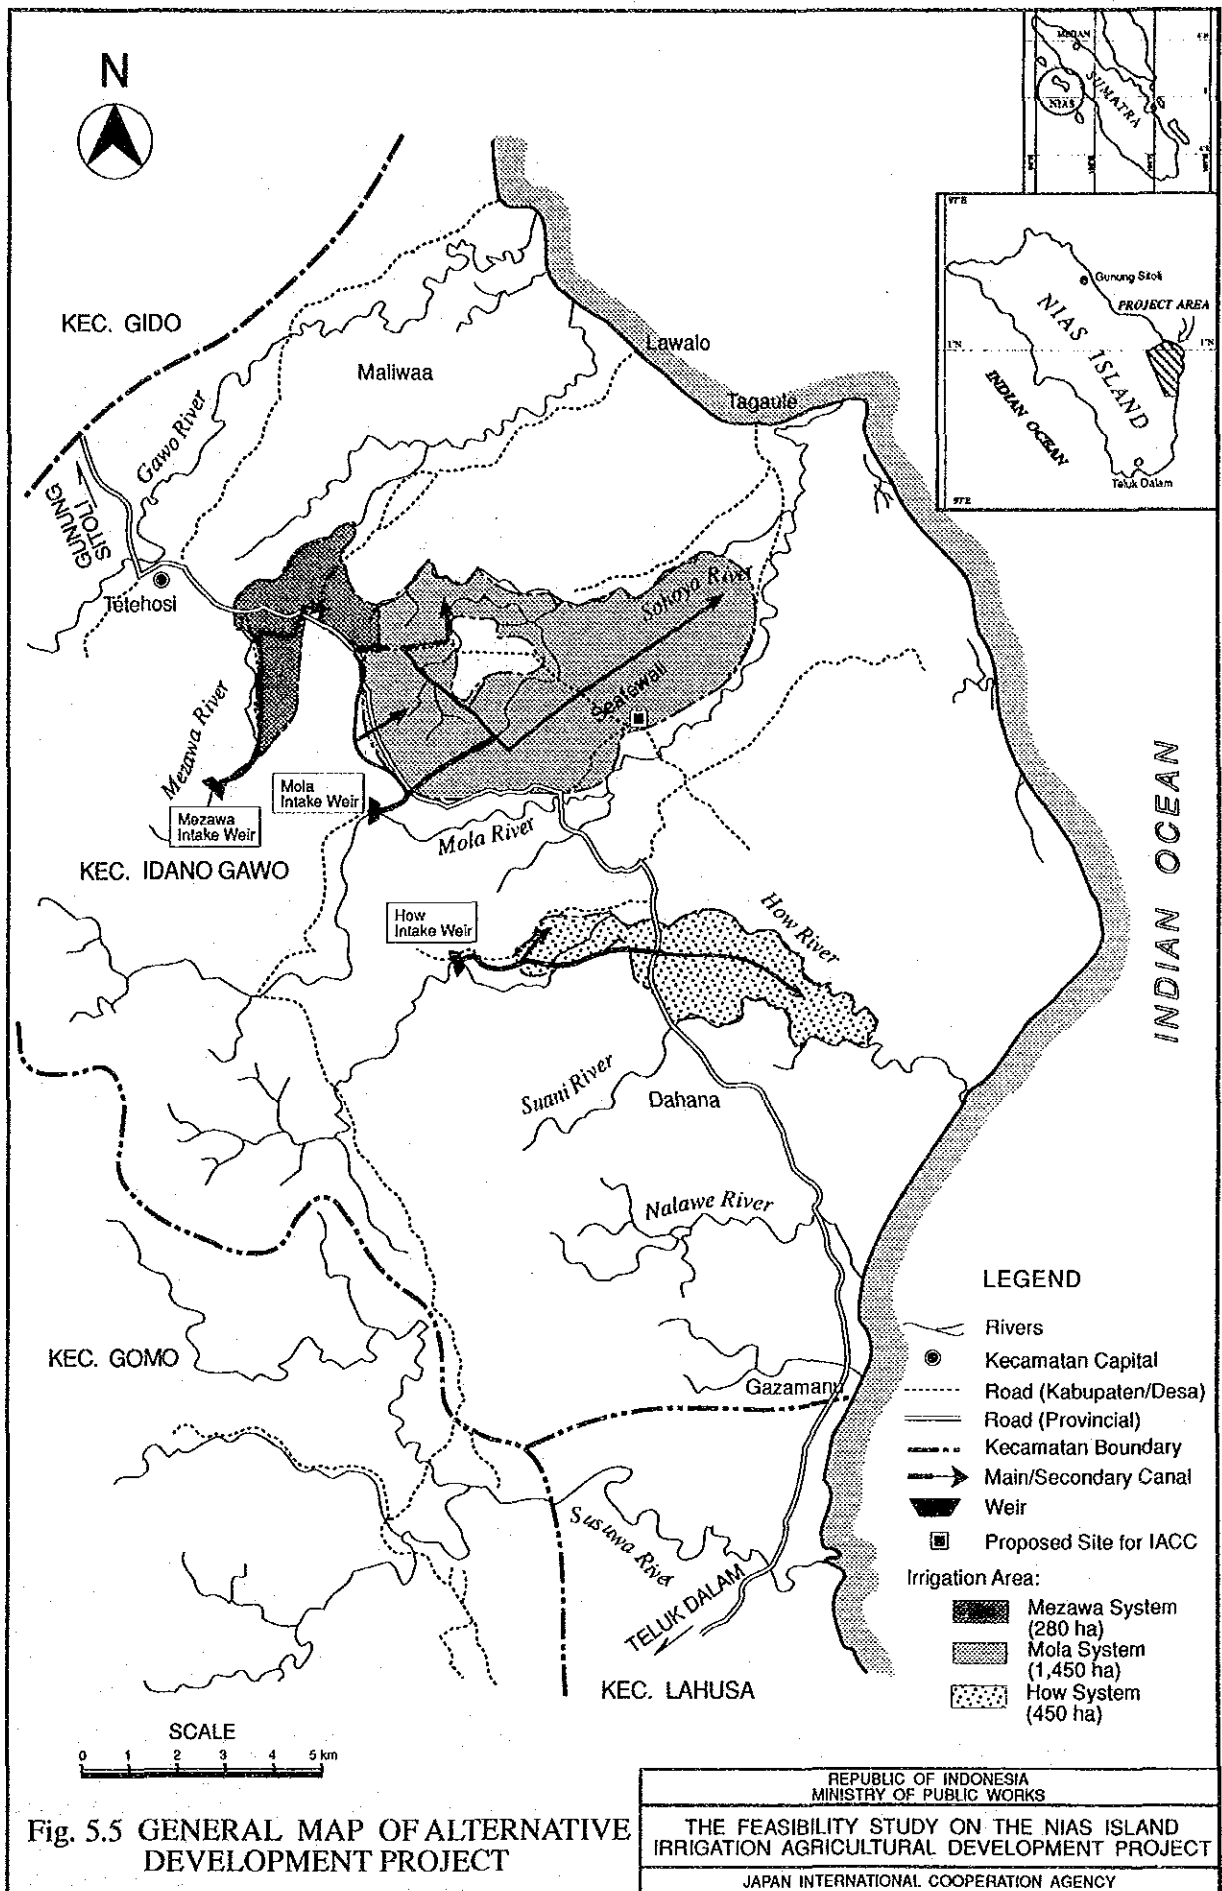 N
MEDAN
NIAS
SUMATRA
97°E
Gunung Sitoli
PROJECT AREA
NIAS ISLAND
1°N
1°N
INDIAN OCEAN
Teluk Dalam
97°E
KEC. GIDO
Maliwaa
Lawalo
Tagaule
Gawo River
GUNUNG
SITOLI
Tetehosi
Sohoya River
Mezawa River
Mezawa
Intake Weir
Mola
Intake Weir
Mola River
KEC. IDANO GAWO
How
Intake Weir
How River
INDIAN OCEAN
Suani River
Dahana
Nalawe River
KEC. GOMO
Gazamanu
Susuwa River
TELUK DALAM
KEC. LAHUSA
LEGEND
Rivers
Kecamatan Capital
Road (Kabupaten/Desa)
Road (Provincial)
Kecamatan Boundary
Main/Secondary Canal
Weir
Proposed Site for IACC
Irrigation Area:
Mezawa System
(280 ha)
Mola System
(1,450 ha)
How System
(450 ha)
SCALE
0 1 2 3 4 5 km
Fig. 5.5 GENERAL MAP OF ALTERNATIVE
DEVELOPMENT PROJECT
REPUBLIC OF INDONESIA
MINISTRY OF PUBLIC WORKS
THE FEASIBILITY STUDY ON THE NIAS ISLAND
IRRIGATION AGRICULTURAL DEVELOPMENT PROJECT
JAPAN INTERNATIONAL COOPERATION AGENCY